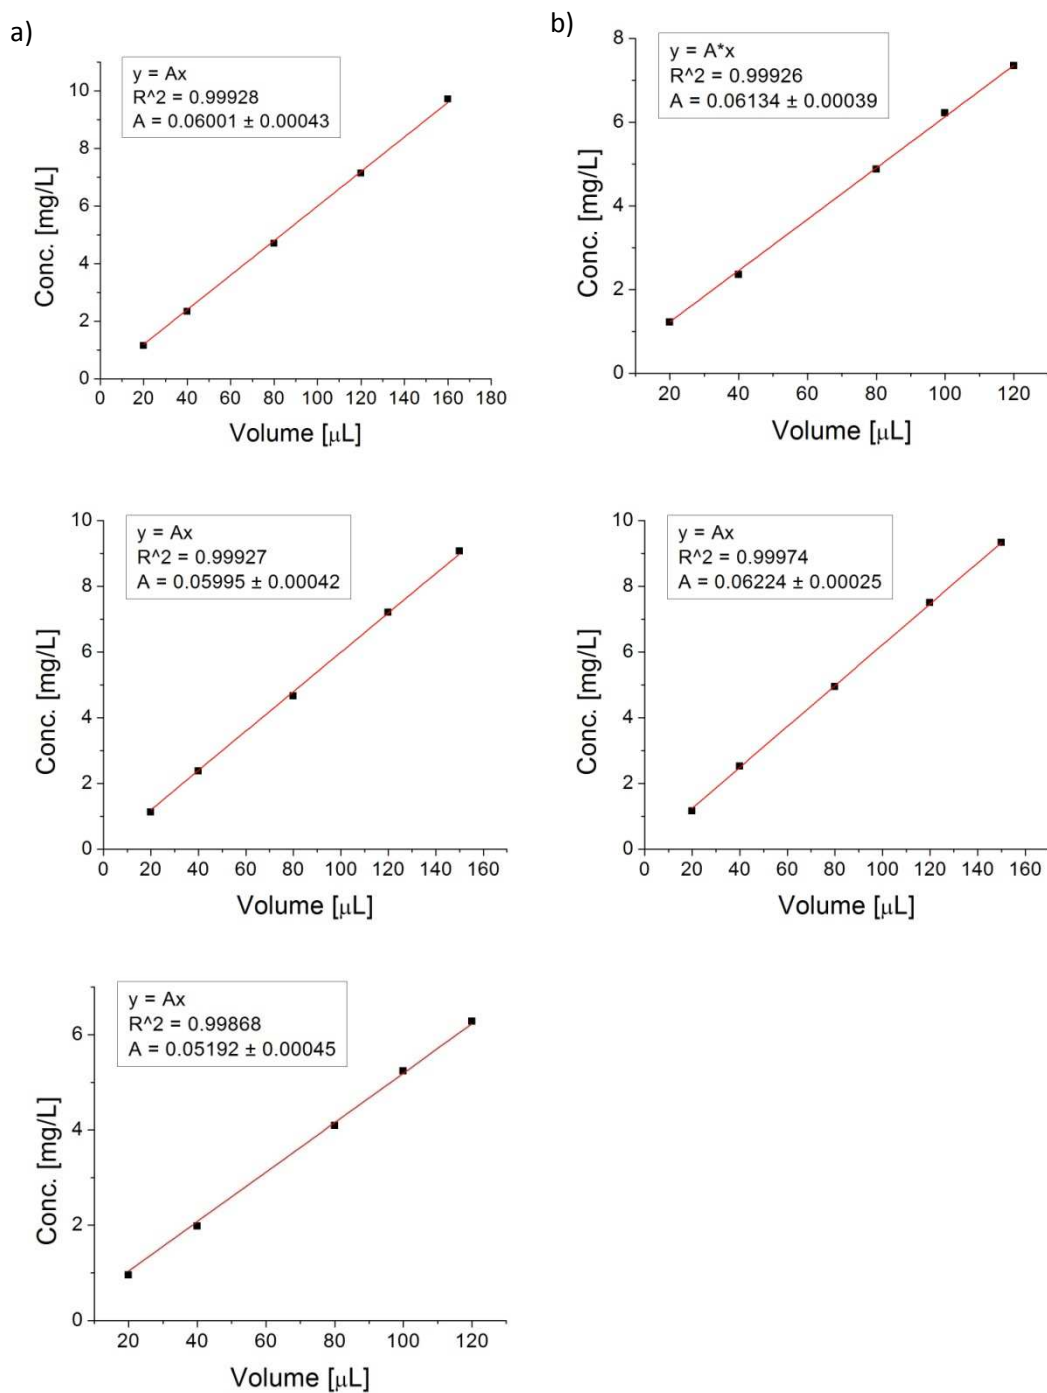 a)
y = Ax
R^2 = 0.99928
A = 0.06001 ± 0.00043
10
8
6
4
2
0
0 20 40 60 80 100 120 140 160 180
Conc. [mg/L]
Volume [μL]
b)
y = A*x
R^2 = 0.99926
A = 0.06134 ± 0.00039
8
6
4
2
0
20 40 60 80 100 120
Conc. [mg/L]
Volume [μL]
y = Ax
R^2 = 0.99927
A = 0.05995 ± 0.00042
10
8
6
4
2
0
0 20 40 60 80 100 120 140 160
Conc. [mg/L]
Volume [μL]
y = Ax
R^2 = 0.99974
A = 0.06224 ± 0.00025
10
8
6
4
2
0
0 20 40 60 80 100 120 140 160
Conc. [mg/L]
Volume [μL]
y = Ax
R^2 = 0.99868
A = 0.05192 ± 0.00045
6
4
2
0
20 40 60 80 100 120
Conc. [mg/L]
Volume [μL]